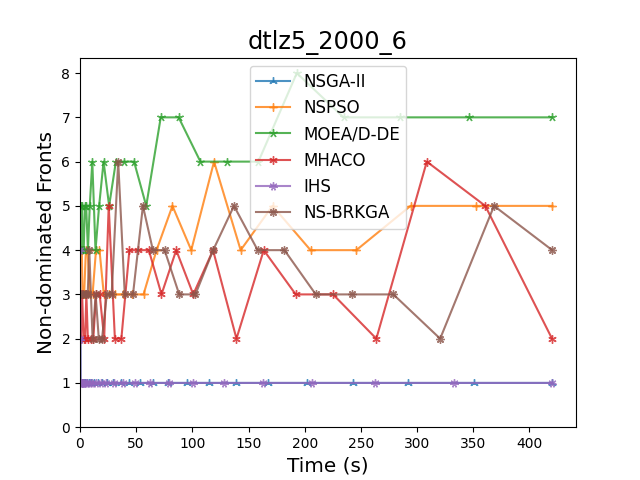 dtlz5_2000_6
Non-dominated Fronts
8
7
6
5
4
3
2
1
0
NSGA-II
NSPSO
MOEA/D-DE
MHACO
IHS
NS-BRKGA
0 50 100 150 200 250 300 350 400
Time (s)